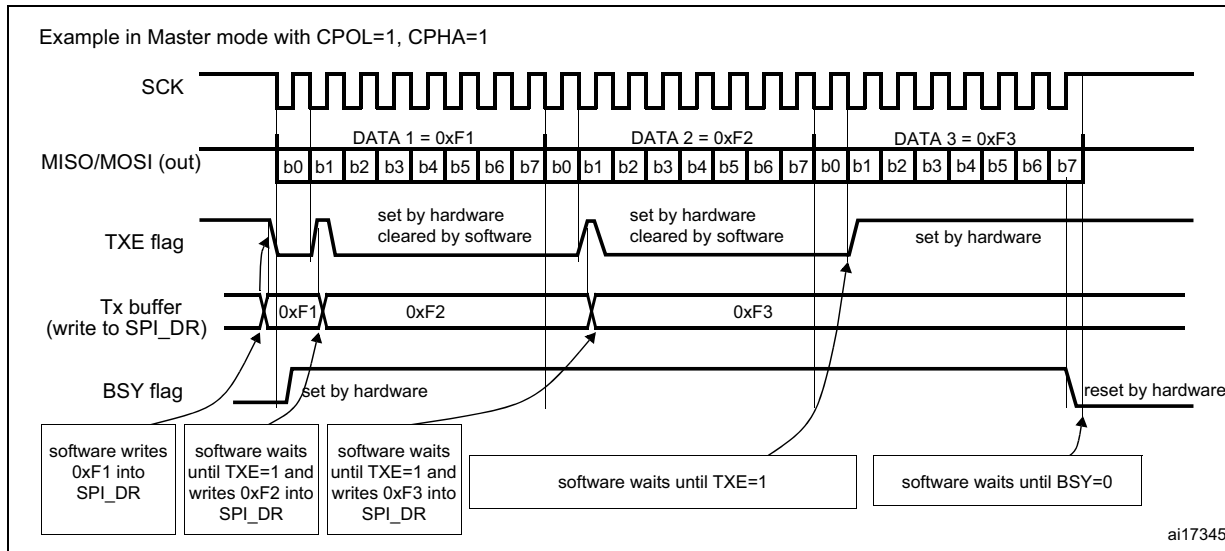 Example in Master mode with CPOL=1, CPHA=1
SCK
DATA 1 = 0xF1
DATA 2 = 0xF2
DATA 3 = 0xF3
MISO/MOSI (out)
b0 b1 b2 b3 b4 b5 b6 b7 b0 b1 b2 b3 b4 b5 b6 b7 b0 b1 b2 b3 b4 b5 b6 b7
TXE flag
set by hardware
cleared by software
set by hardware
cleared by software
set by hardware
Tx buffer
(write to SPI_DR)
0xF1
0xF2
0xF3
BSY flag
set by hardware
reset by hardware
software writes
0xF1 into
SPI_DR
software waits
until TXE=1 and
writes 0xF2 into
SPI_DR
software waits
until TXE=1 and
writes 0xF3 into
SPI_DR
software waits until TXE=1
software waits until BSY=0
ai17345